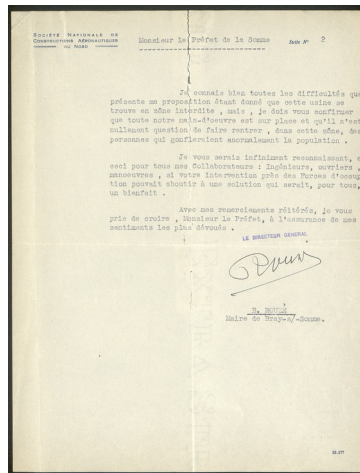 SOCIÉTÉ NATIONALE DE
CONSTRUCTIONS AÉRONAUTIQUES
DU NORD
Monsieur le Préfet de la Somme
Suite N° 2
Je connais bien toutes les difficultés que
présente ma proposition étant donné que cette usine se
trouve en zône interdite , mais , je dois vous confirmer
que toute notre main-d'oeuvre est sur place et qu'il n'est
nullement question de faire rentrer , dans cette zône, des
personnes qui gonfleraient anormalement la population .
Je vous serais infiniment reconnaissant, e
ceci pour tous mes Collaborateurs : Ingénieurs, ouvriers ,
manoeuvres , si votre intervention près des Forces d'occup
tion pouvait aboutir à une solution qui serait, pour tous,
un bienfait .
Avec mes remerciements réitérés, je vous
prie de croire , Monsieur le Préfet, à l'assurance de mes
sentiments les plus dévoués .
LE DIRECTEUR GÉNÉRAL
Maire de Bray-s/-Somme.